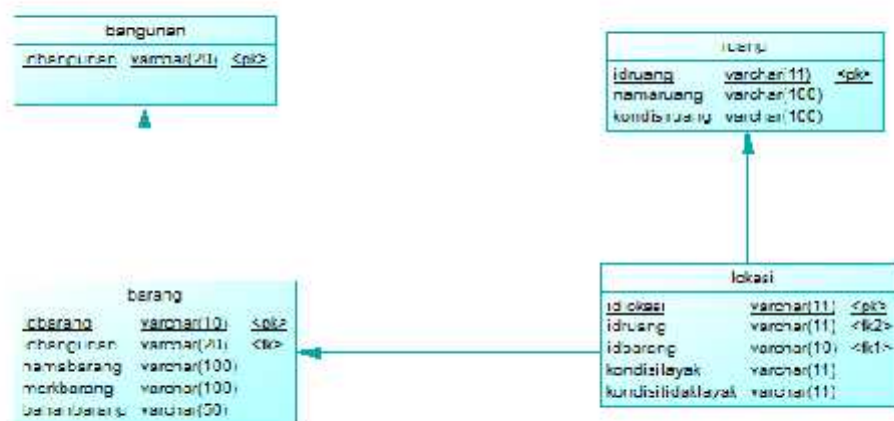 bangunan
idbangunan varchar(20) <pk>
ruang
idruang varchar(11) <pk>
namaruang varchar(100)
kondisiruang varchar(100)
barang
idbarang varchar(10) <pk>
idbangunan varchar(20) <fk>
namabarang varchar(100)
merkbarang varchar(100)
bahanbarang varchar(50)
lokasi
idlokasi varchar(11) <pk>
idruang varchar(11) <fk2>
idbarang varchar(10) <fk1>
kondisilayak varchar(11)
kondisitidaklayak varchar(11)